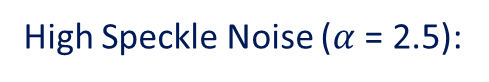 High Speckle Noise (𝛼 = 2.5):